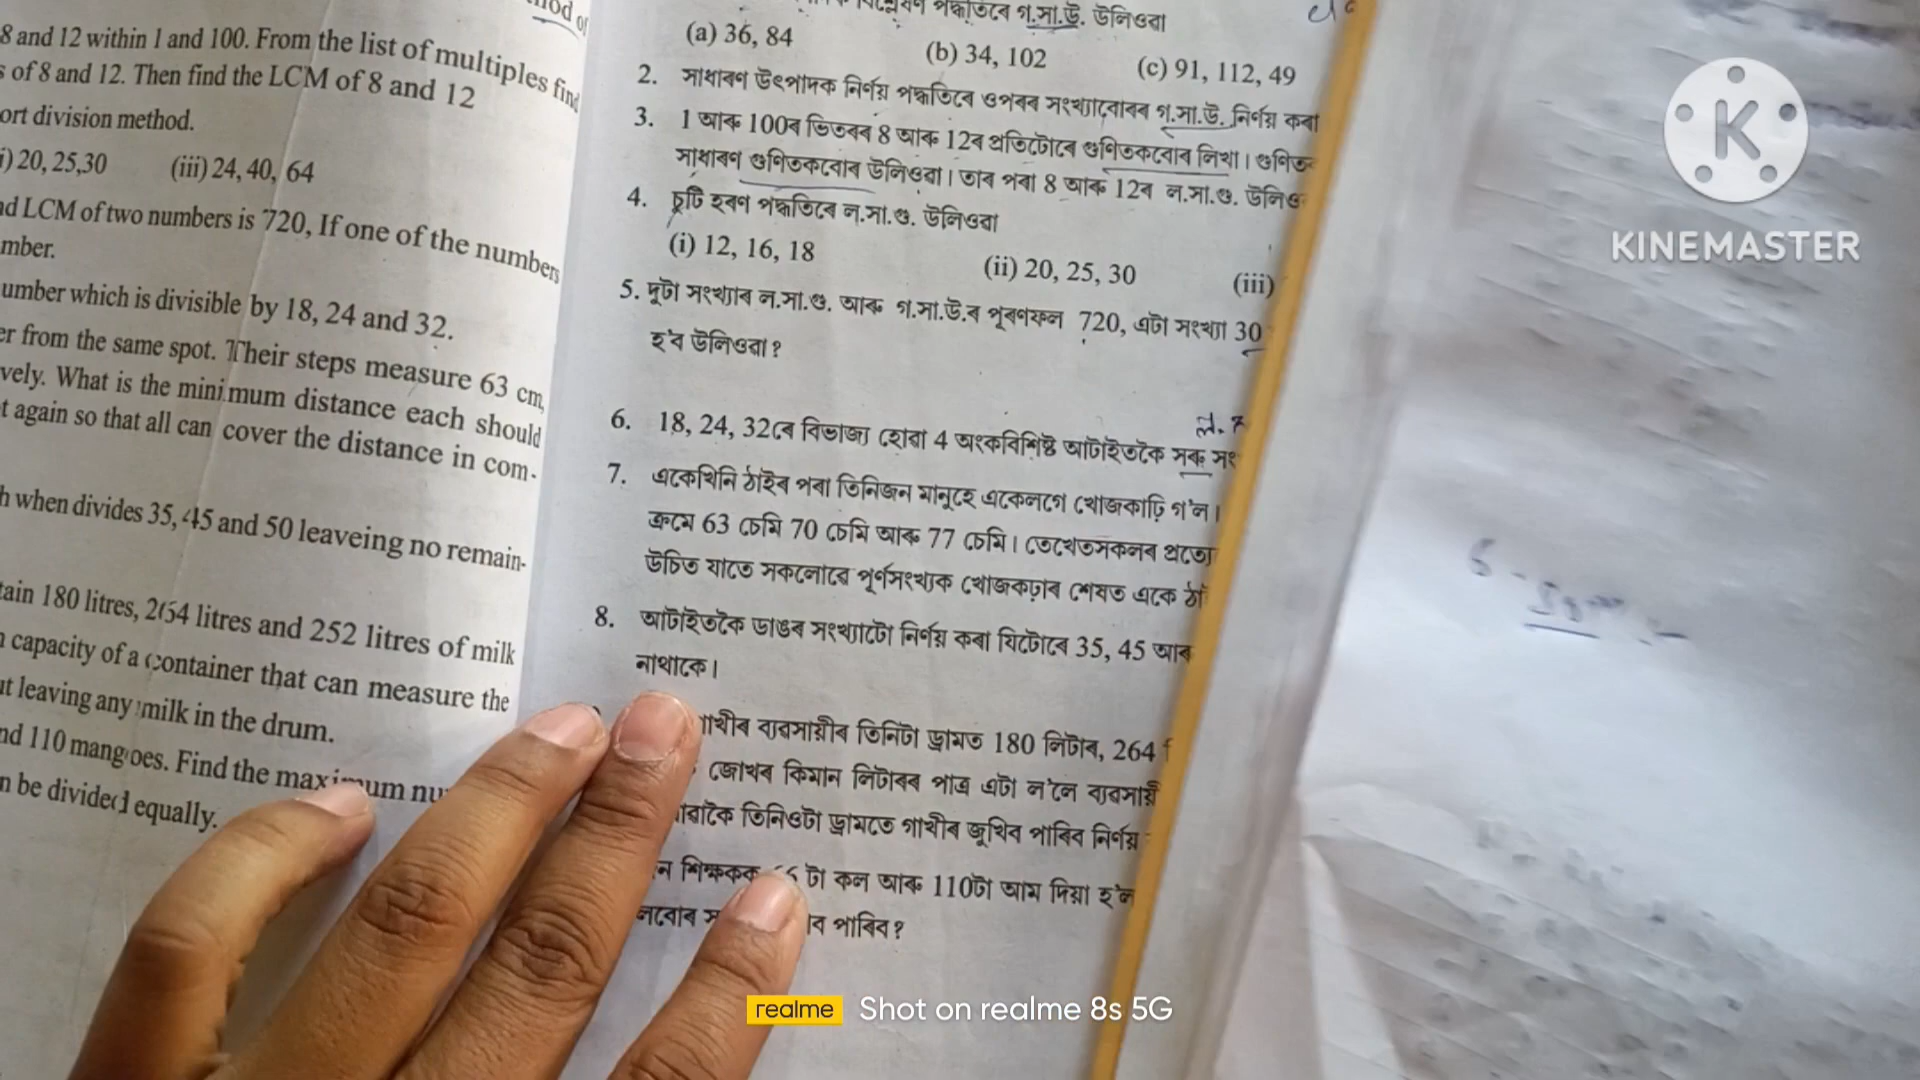 8 and 12 within 1 and 100. From the list of multiples find
s of 8 and 12. Then find the LCM of 8 and 12
ort division method.
i) 20, 25,30 (iii) 24, 40, 64
nd LCM of two numbers is 720, If one of the numbers
mber.
umber which is divisible by 18, 24 and 32.
er from the same spot. Their steps measure 63 cm,
vely. What is the minimum distance each should
t again so that all can cover the distance in com-
h when divides 35, 45 and 50 leaveing no remain-
tain 180 litres, 264 litres and 252 litres of milk
n capacity of a container that can measure the
ut leaving any milk in the drum.
nd 110 mangoes. Find the maximum nu
n be divided equally.
পদ্ধতিৰে গ.সা.উ. উলিওৱা
(a) 36, 84 (b) 34, 102 (c) 91, 112, 49
2. সাধাৰণ উৎপাদক নিৰ্ণয় পদ্ধতিৰে ওপৰৰ সংখ্যাবোৰৰ গ.সা.উ. নিৰ্ণয় কৰা
3. 1 আৰু 100ৰ ভিতৰৰ 8 আৰু 12ৰ প্ৰতিটোৰে গুণিতকবোৰ লিখা। গুণিত
সাধাৰণ গুণিতকবোৰ উলিওৱা। তাৰ পৰা 8 আৰু 12ৰ ল.সা.গু. উলিও
4. চুটি হৰণ পদ্ধতিৰে ল.সা.গু. উলিওৱা
(i) 12, 16, 18 (ii) 20, 25, 30 (iii)
5. দুটা সংখ্যাৰ ল.সা.গু. আৰু গ.সা.উ.ৰ পূৰণফল 720, এটা সংখ্যা 30
হ'ব উলিওৱা?
6. 18, 24, 32ৰে বিভাজ্য হোৱা 4 অংকবিশিষ্ট আটাইতকৈ সৰু সং
7. একেখিনি ঠাইৰ পৰা তিনিজন মানুহে একেলগে খোজকাঢ়ি গ'ল।
ক্ৰমে 63 চেমি 70 চেমি আৰু 77 চেমি। তেখেতসকলৰ প্ৰত্যে
উচিত যাতে সকলোৱে পূৰ্ণসংখ্যক খোজকঢ়াৰ শেষত একে ঠা
8. আটাইতকৈ ডাঙৰ সংখ্যাটো নিৰ্ণয় কৰা যিটোৰে 35, 45 আৰ
নাথাকে।
গাখীৰ ব্যৱসায়ীৰ তিনিটা ড্ৰামত 180 লিটাৰ, 264
জোখৰ কিমান লিটাৰৰ পাত্ৰ এটা ল'লে ব্যৱসায়ী
তিনিওটা ড্ৰামতে গাখীৰ জুখিব পাৰিব নিৰ্ণয়
ন শিক্ষকক টা কল আৰু 110টা আম দিয়া হ'ল
লবোৰ স ব পাৰিব?
K
KINEMASTER
realme Shot on realme 8s 5G